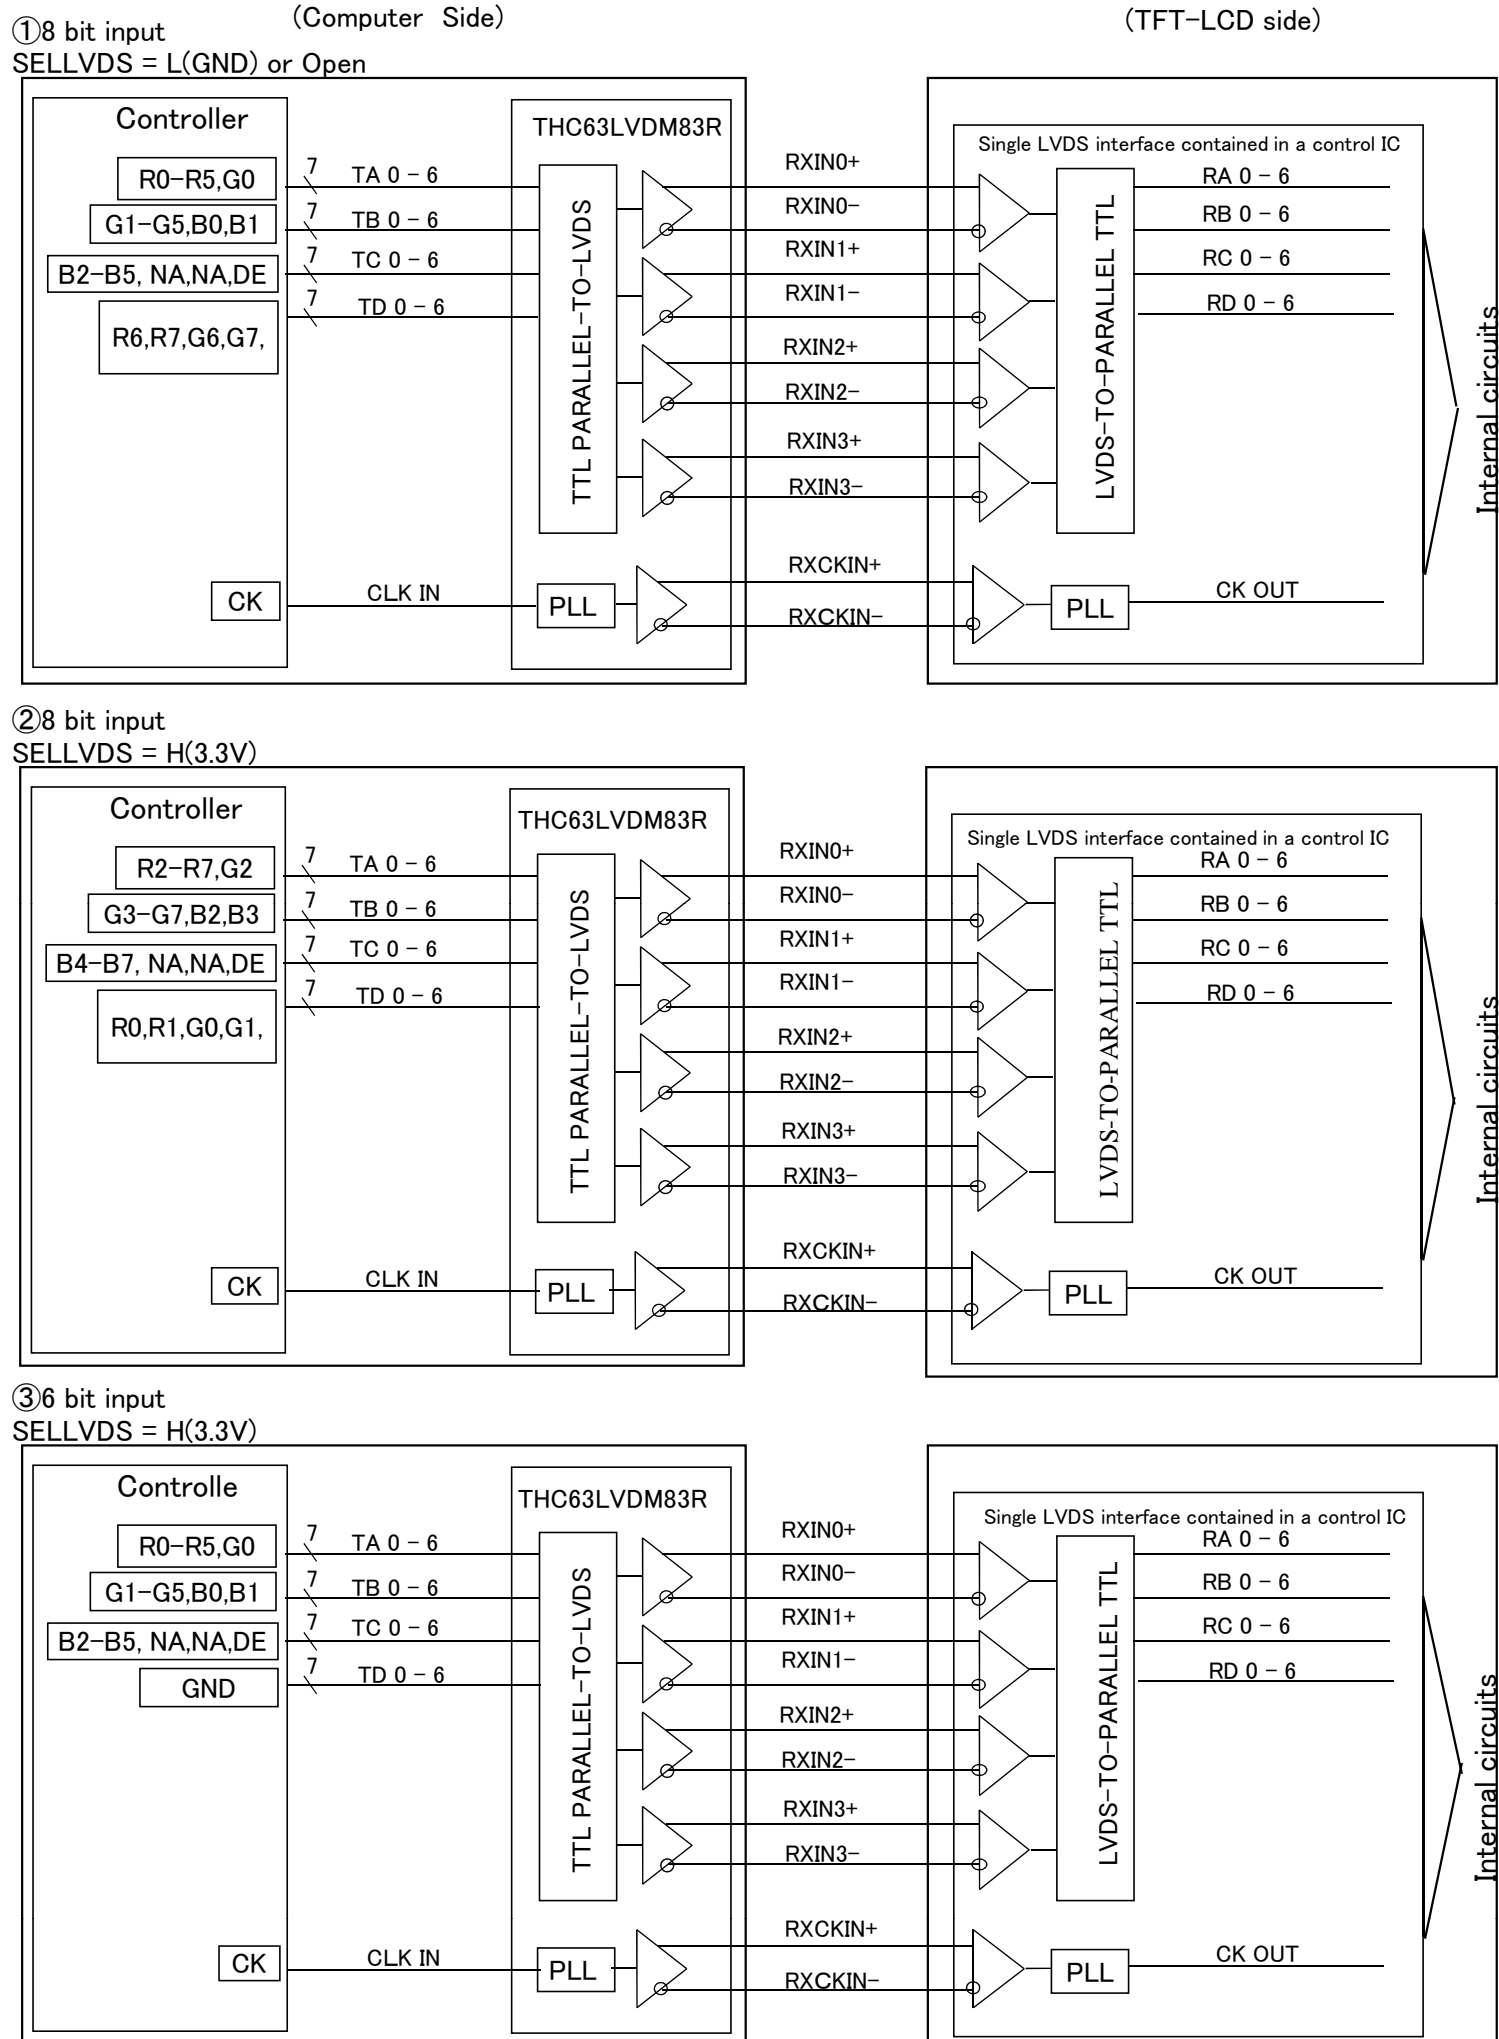 (Computer Side)
(TFT-LCD side)
①8 bit input
SELLVDS = L(GND) or Open
Controller
THC63LVDM83R
Single LVDS interface contained in a control IC
R0-R5,G0
7
TA 0 - 6
RXIN0+
RA 0 - 6
G1-G5,B0,B1
7
TB 0 - 6
RXIN0-
RB 0 - 6
B2-B5, NA,NA,DE
7
TC 0 - 6
RXIN1+
RC 0 - 6
R6,R7,G6,G7,
7
TD 0 - 6
RXIN1-
RD 0 - 6
TTL PARALLEL-TO-LVDS
RXIN2+
RXIN2-
RXIN3+
RXIN3-
LVDS-TO-PARALLEL TTL
Internal circuits
CK
CLK IN
PLL
RXCKIN+
RXCKIN-
PLL
CK OUT
②8 bit input
SELLVDS = H(3.3V)
Controller
THC63LVDM83R
Single LVDS interface contained in a control IC
R2-R7,G2
7
TA 0 - 6
RXIN0+
RA 0 - 6
G3-G7,B2,B3
7
TB 0 - 6
RXIN0-
RB 0 - 6
B4-B7, NA,NA,DE
7
TC 0 - 6
RXIN1+
RC 0 - 6
R0,R1,G0,G1,
7
TD 0 - 6
RXIN1-
RD 0 - 6
TTL PARALLEL-TO-LVDS
RXIN2+
RXIN2-
RXIN3+
RXIN3-
LVDS-TO-PARALLEL TTL
Internal circuits
CK
CLK IN
PLL
RXCKIN+
RXCKIN-
PLL
CK OUT
③6 bit input
SELLVDS = H(3.3V)
Controlle
THC63LVDM83R
Single LVDS interface contained in a control IC
R0-R5,G0
7
TA 0 - 6
RXIN0+
RA 0 - 6
G1-G5,B0,B1
7
TB 0 - 6
RXIN0-
RB 0 - 6
B2-B5, NA,NA,DE
7
TC 0 - 6
RXIN1+
RC 0 - 6
GND
7
TD 0 - 6
RXIN1-
RD 0 - 6
TTL PARALLEL-TO-LVDS
RXIN2+
RXIN2-
RXIN3+
RXIN3-
LVDS-TO-PARALLEL TTL
Internal circuits
CK
CLK IN
PLL
RXCKIN+
RXCKIN-
PLL
CK OUT